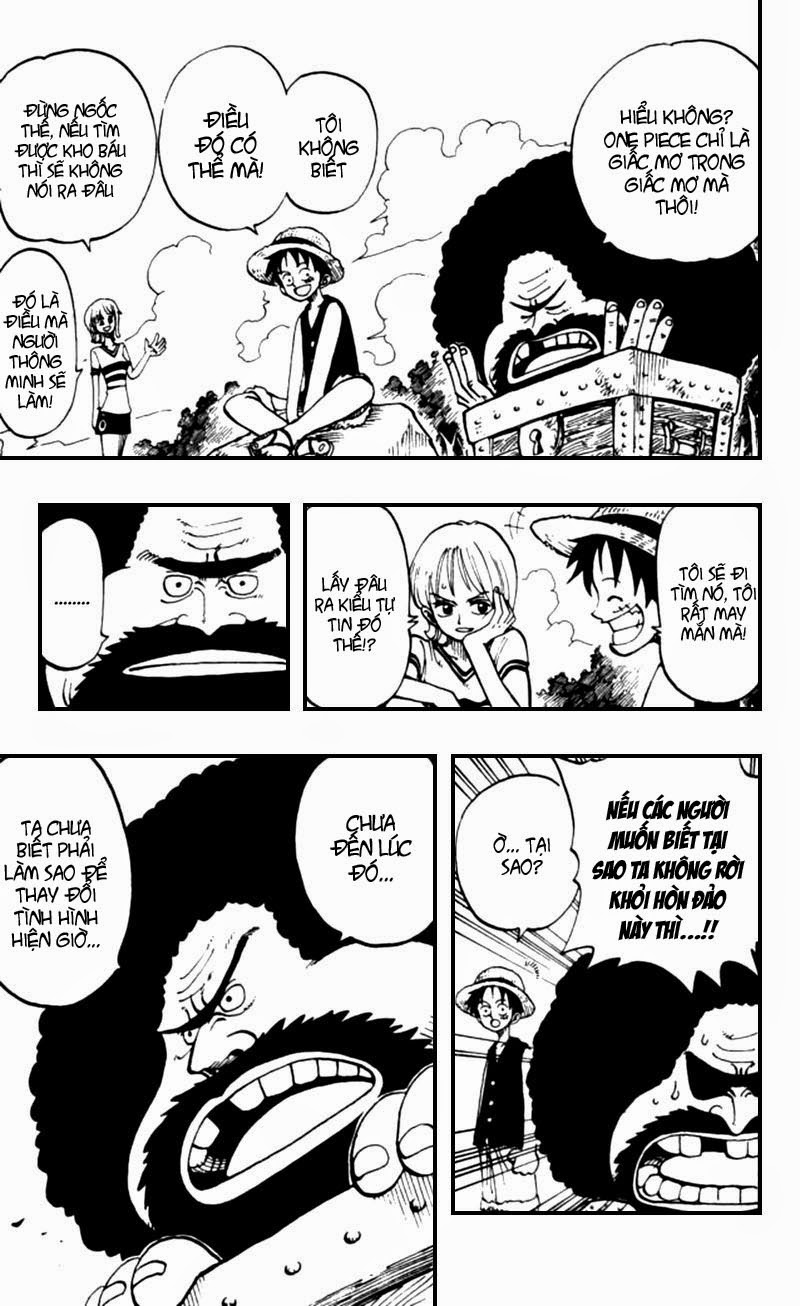 HIỂU KHÔNG?
ONE PIECE CHỈ LÀ
GIẤC MƠ TRONG
GIẤC MƠ MÀ
THÔI!
TÔI
KHÔNG
BIẾT
ĐIỀU
ĐÓ CÓ
THỂ MÀ!
ĐỪNG NGỐC
THẾ, NẾU TÌM
ĐƯỢC KHO BÁU
THÌ SẼ KHÔNG
NÓI RA ĐÂU
ĐÓ LÀ
ĐIỀU MÀ
NGƯỜI
THÔNG
MINH SẼ
LÀM!
TÔI SẼ ĐI
TÌM NÓ, TÔI
RẤT MAY
MẮN MÀ!
LẤY ĐÂU
RA KIỂU TỰ
TIN ĐÓ
THẾ!?
.........
NẾU CÁC NGƯỜI
MUỐN BIẾT TẠI
SAO TA KHÔNG RỜI
KHỎI HÒN ĐẢO
NÀY THÌ...!!
Ờ... TẠI
SAO?
CHƯA
ĐẾN LÚC
ĐÓ...
TA CHƯA
BIẾT PHẢI
LÀM SAO ĐỂ
THAY ĐỔI
TÌNH HÌNH
HIỆN GIỜ...